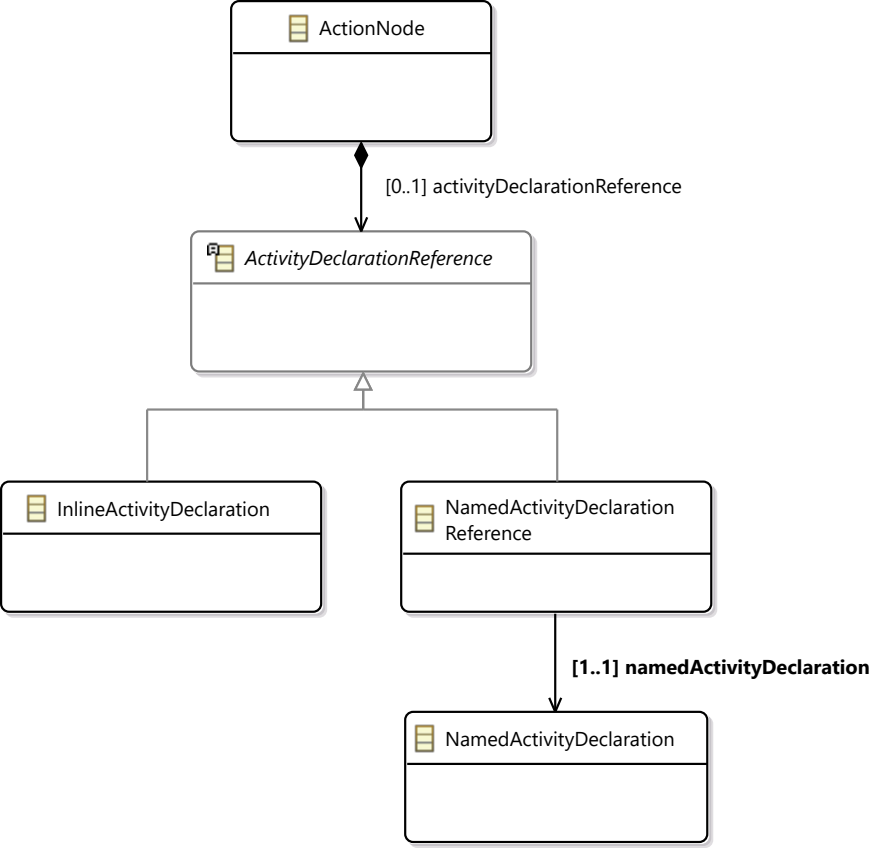 ActionNode
[0..1] activityDeclarationReference
ActivityDeclarationReference
InlineActivityDeclaration
NamedActivityDeclaration
Reference
[1..1] namedActivityDeclaration
NamedActivityDeclaration